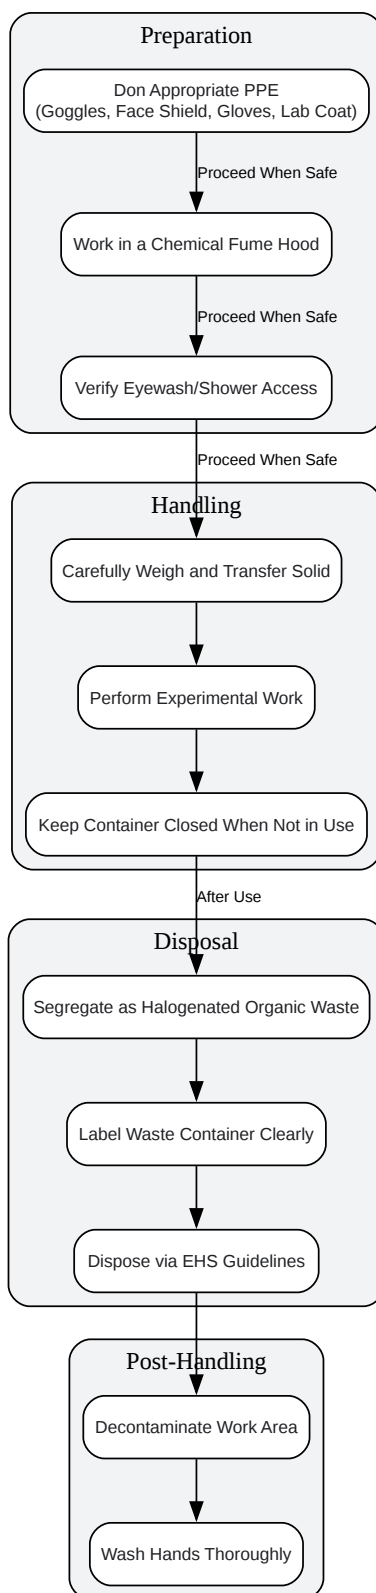 Preparation
Don Appropriate PPE
(Goggles, Face Shield, Gloves, Lab Coat)
Proceed When Safe
Work in a Chemical Fume Hood
Proceed When Safe
Verify Eyewash/Shower Access
Proceed When Safe
Handling
Carefully Weigh and Transfer Solid
Perform Experimental Work
Keep Container Closed When Not in Use
After Use
Disposal
Segregate as Halogenated Organic Waste
Label Waste Container Clearly
Dispose via EHS Guidelines
Post-Handling
Decontaminate Work Area
Wash Hands Thoroughly